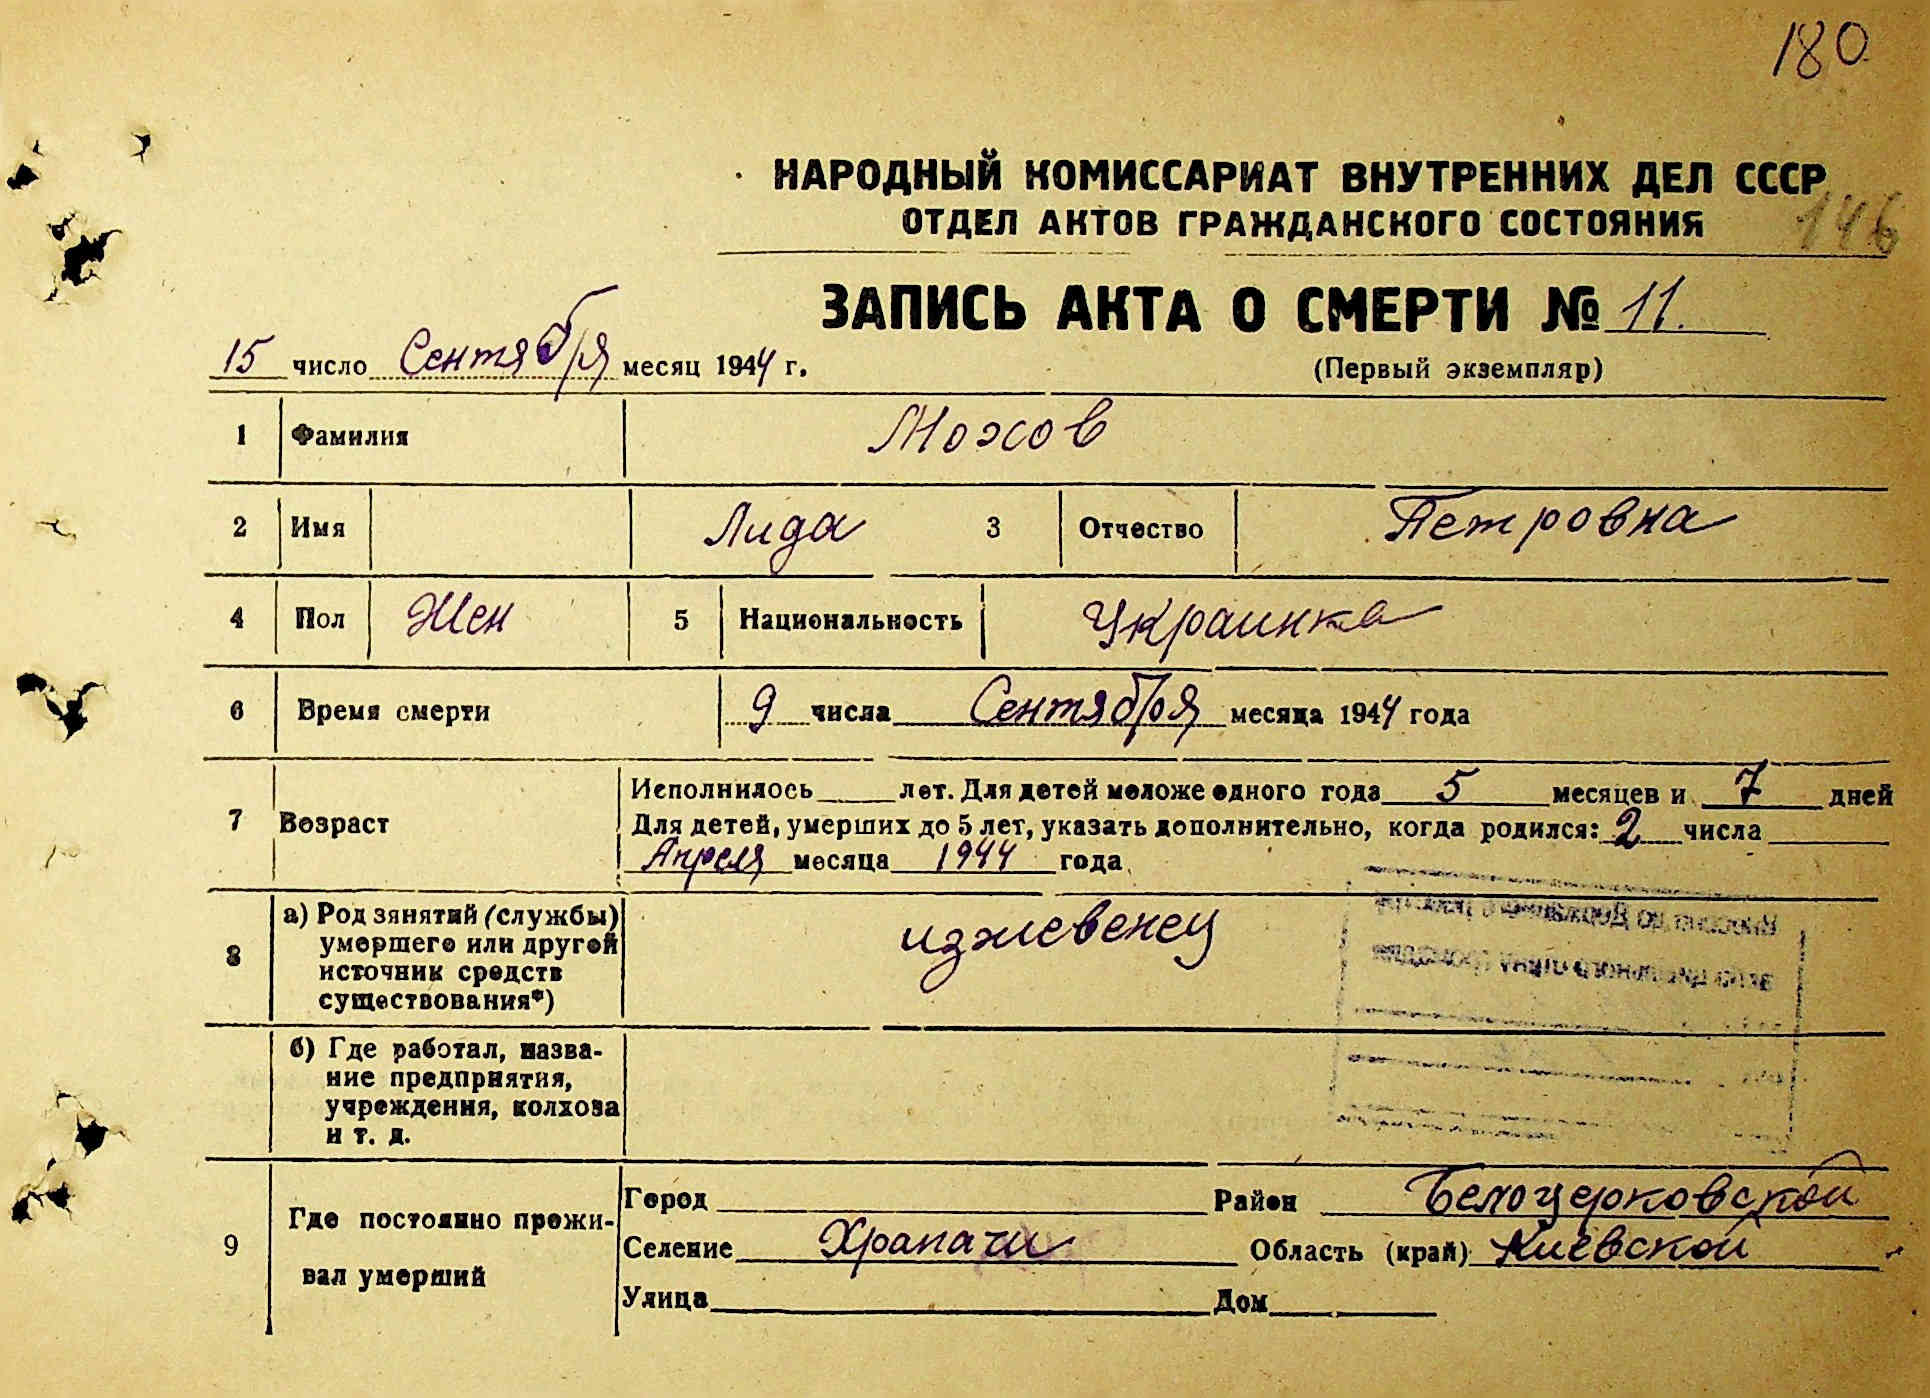 180
НАРОДНЫЙ КОМИССАРИАТ ВНУТРЕННИХ ДЕЛ СССР
ОТДЕЛ АКТОВ ГРАЖДАНСКОГО СОСТОЯНИЯ
146
ЗАПИСЬ АКТА О СМЕРТИ № 11.
15 число Сентября месяц 1944 г.
(Первый экземпляр)
1 Фамилия Мохов
2 Имя Лида 3 Отчество Петровна
4 Пол Жен 5 Национальность Украинка
6 Время смерти 9 числа Сентября месяца 1944 года
7 Возраст
Исполнилось лет. Для детей моложе одного года 5 месяцев и 7 дней
Для детей, умерших до 5 лет, указать дополнительно, когда родился: 2 числа
Апреля месяца 1944 года
8 а) Род занятий (службы) умершего или другой источник средств существования*)
иждевенец
б) Где работал, название предприятия, учреждения, колхоза и т. д.
9 Где постоянно проживал умерший
Город Район Белоцерковской
Селение Храпачи Область (край) Киевской
Улица Дом